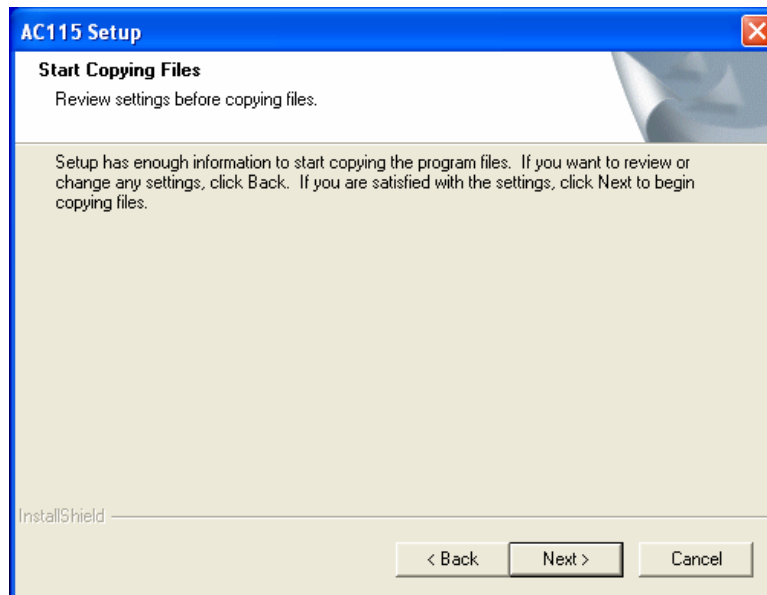 AC115 Setup
Start Copying Files
Review settings before copying files.
Setup has enough information to start copying the program files.  If you want to review or
change any settings, click Back.  If you are satisfied with the settings, click Next to begin
copying files.
InstallShield
< Back Next > Cancel